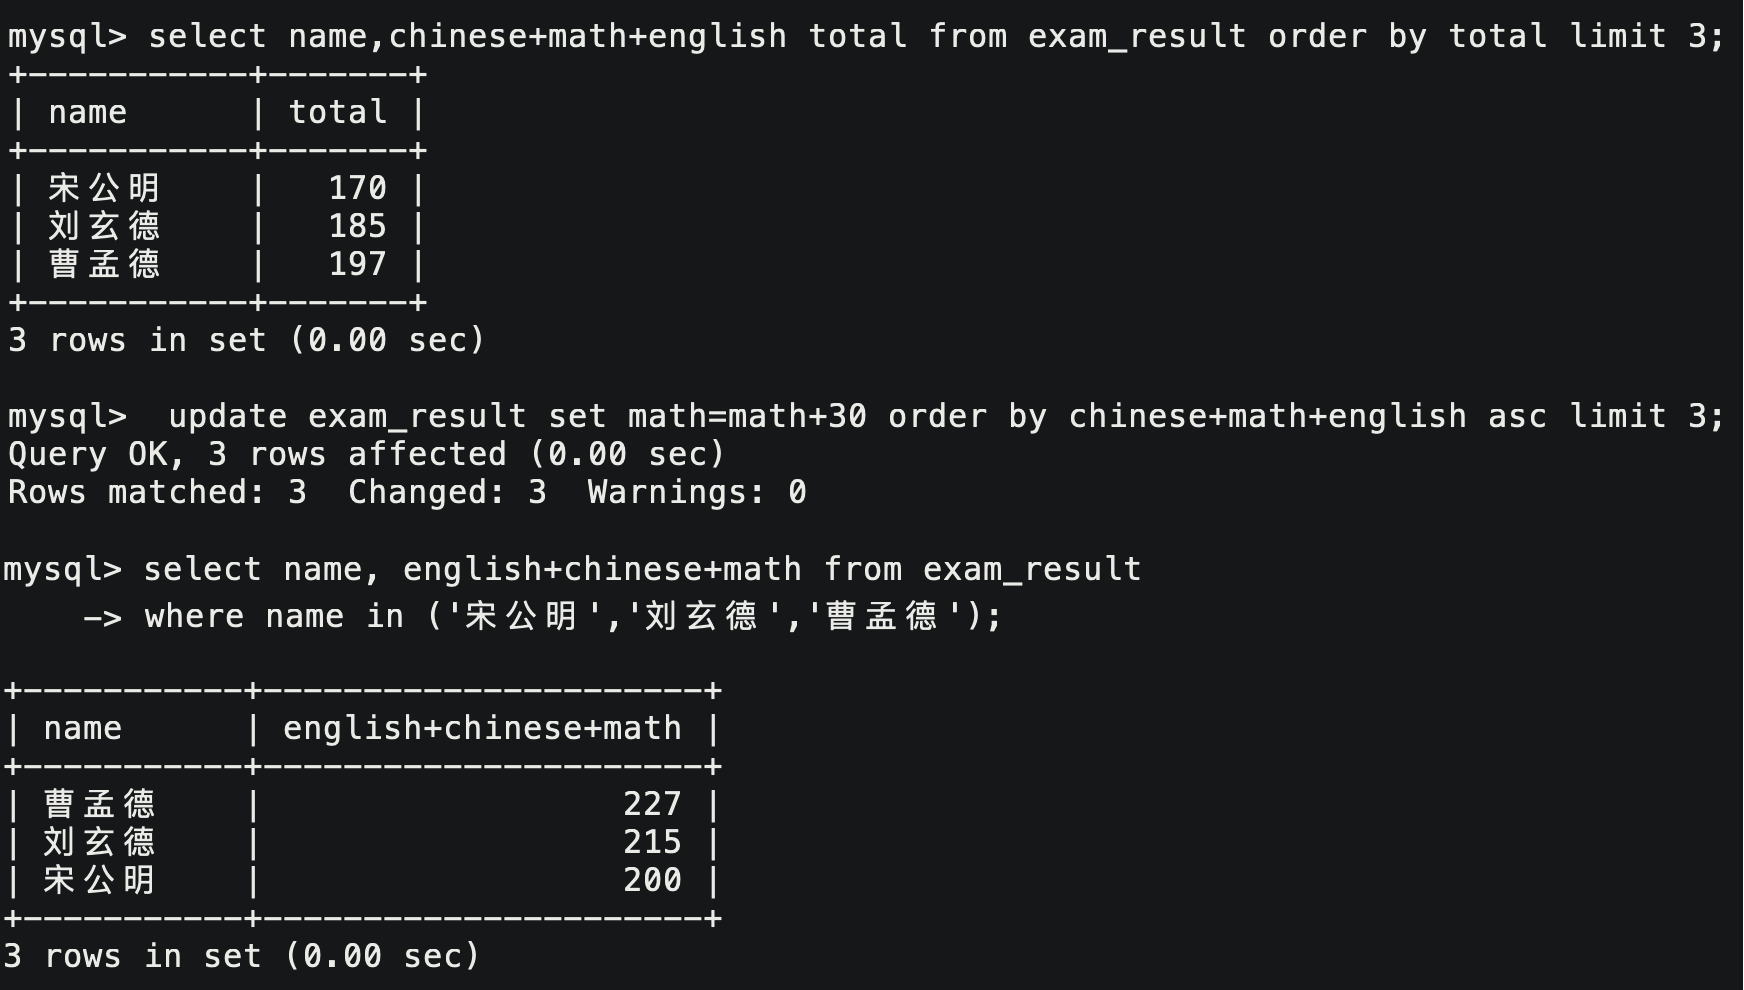 mysql> select name,chinese+math+english total from exam_result order by total limit 3;
+-----------+-------+
| name      | total |
+-----------+-------+
| 宋公明    |   170 |
| 刘玄德    |   185 |
| 曹孟德    |   197 |
+-----------+-------+
3 rows in set (0.00 sec)
mysql>  update exam_result set math=math+30 order by chinese+math+english asc limit 3;
Query OK, 3 rows affected (0.00 sec)
Rows matched: 3  Changed: 3  Warnings: 0
mysql> select name, english+chinese+math from exam_result
    -> where name in ('宋公明','刘玄德','曹孟德');
+-----------+----------------------+
| name      | english+chinese+math |
+-----------+----------------------+
| 曹孟德    |                  227 |
| 刘玄德    |                  215 |
| 宋公明    |                  200 |
+-----------+----------------------+
3 rows in set (0.00 sec)